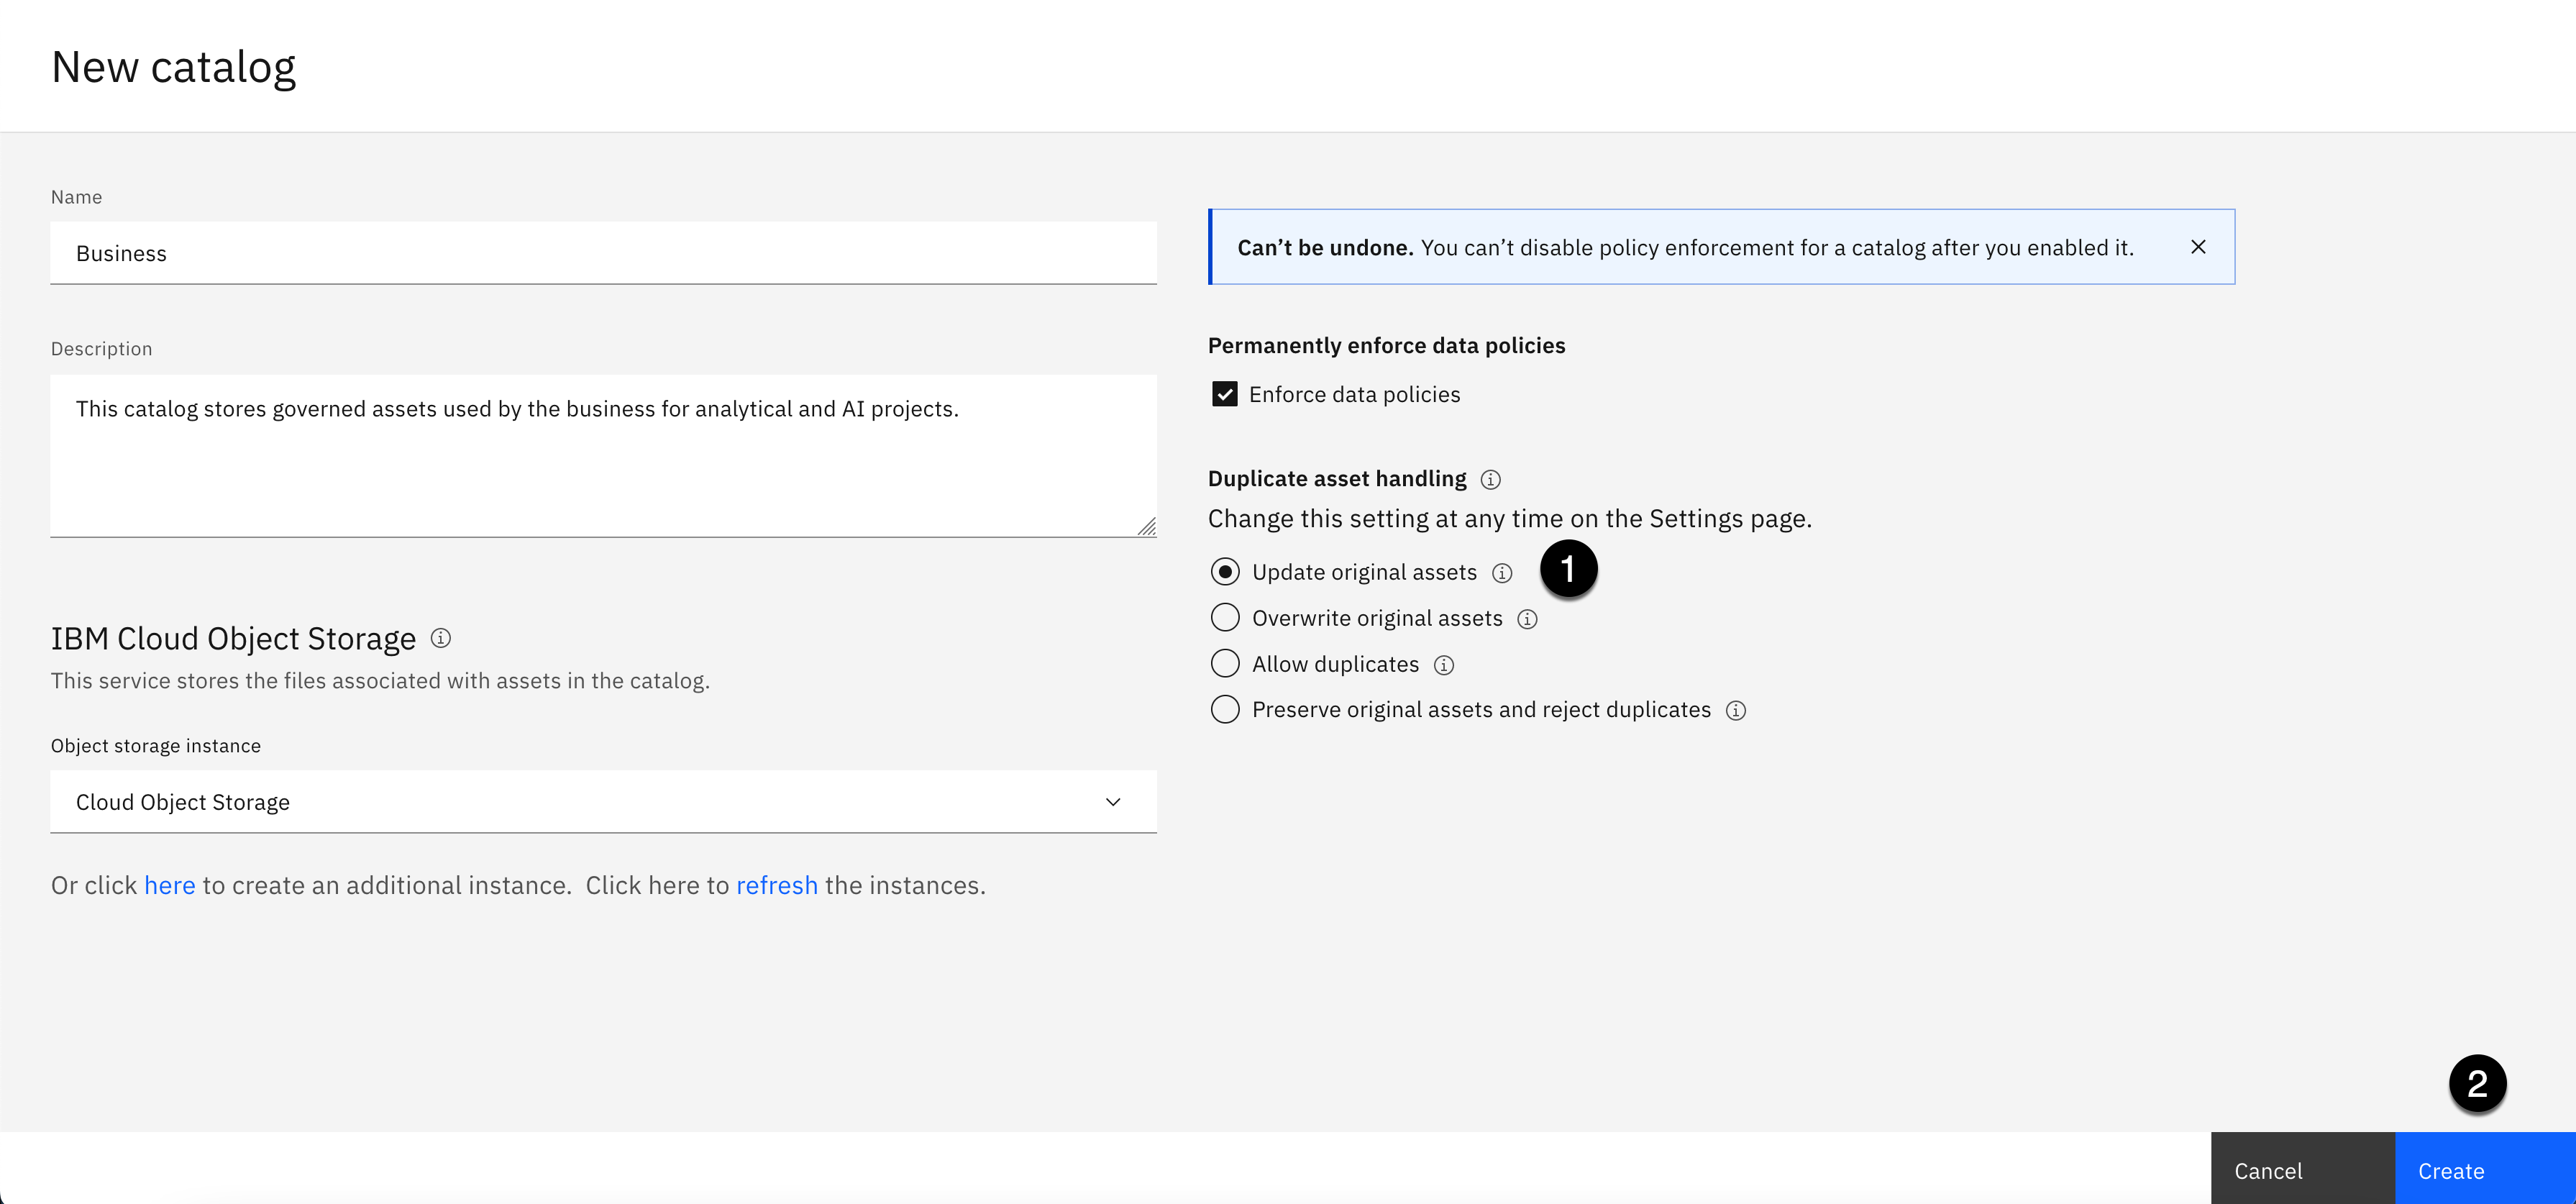 New catalog
Name
Business
Description
This catalog stores governed assets used by the business for analytical and AI projects.
IBM Cloud Object Storage
This service stores the files associated with assets in the catalog.
Object storage instance
Cloud Object Storage
Or click here to create an additional instance.  Click here to refresh the instances.
Can’t be undone. You can’t disable policy enforcement for a catalog after you enabled it.
Permanently enforce data policies
Enforce data policies
Duplicate asset handling
Change this setting at any time on the Settings page.
Update original assets
1
Overwrite original assets
Allow duplicates
Preserve original assets and reject duplicates
2
Cancel
Create